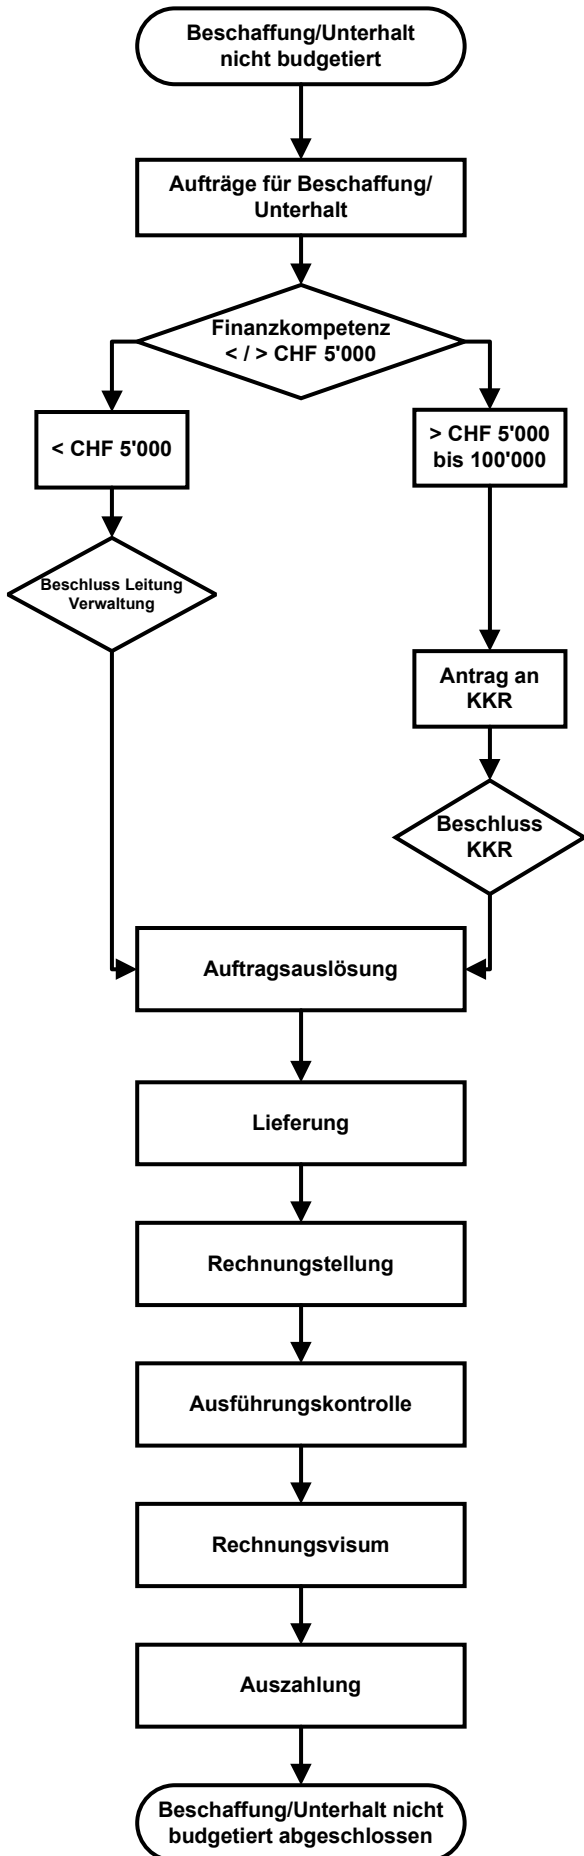 Beschaffung/Unterhalt
nicht budgetiert
Aufträge für Beschaffung/
Unterhalt
Finanzkompetenz
< / > CHF 5'000
< CHF 5'000
> CHF 5'000
bis 100'000
Beschluss Leitung
Verwaltung
Antrag an
KKR
Beschluss
KKR
Auftragsauslösung
Lieferung
Rechnungstellung
Ausführungskontrolle
Rechnungsvisum
Auszahlung
Beschaffung/Unterhalt nicht
budgetiert abgeschlossen